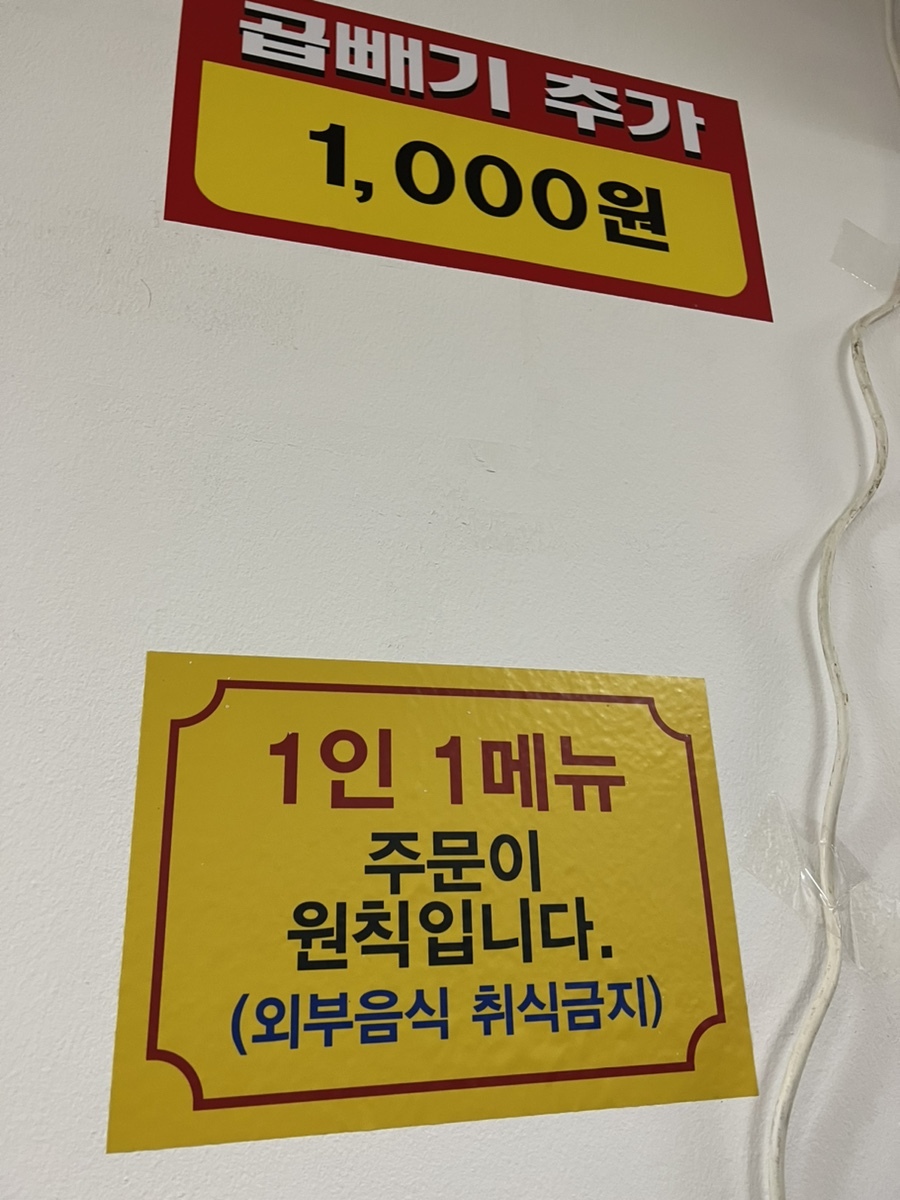 곱빼기 추가
1,000원
1인 1메뉴
주문이
원칙입니다.
(외부음식 취식금지)